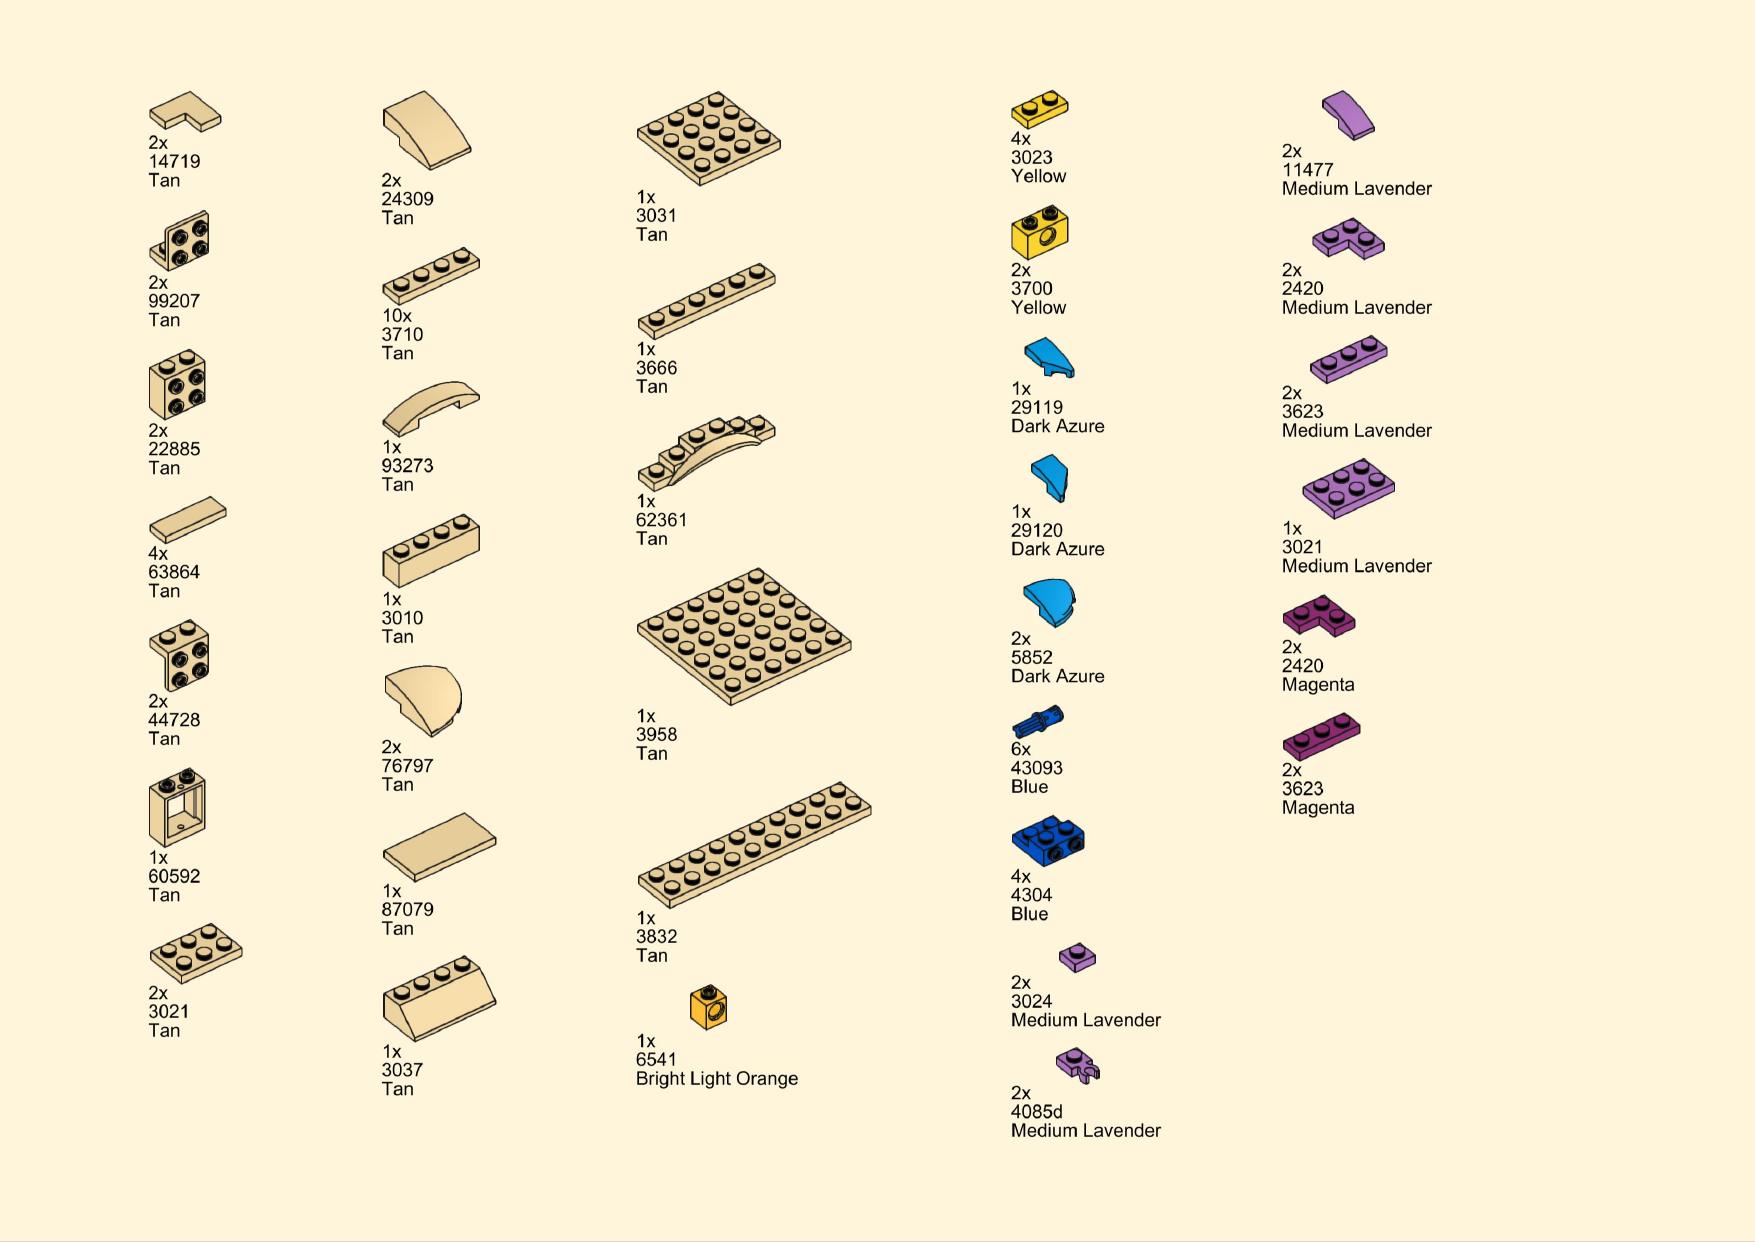 2x
14719
Tan
2x
99207
Tan
2x
22885
Tan
4x
63864
Tan
2x
44728
Tan
1x
60592
Tan
2x
3021
Tan
2x
24309
Tan
10x
3710
Tan
1x
93273
Tan
1x
3010
Tan
2x
76797
Tan
1x
87079
Tan
1x
3037
Tan
1x
3031
Tan
1x
3666
Tan
1x
62361
Tan
1x
3958
Tan
1x
3832
Tan
1x
6541
Bright Light Orange
4x
3023
Yellow
2x
3700
Yellow
1x
29119
Dark Azure
1x
29120
Dark Azure
2x
5852
Dark Azure
6x
43093
Blue
4x
4304
Blue
2x
3024
Medium Lavender
2x
4085d
Medium Lavender
2x
11477
Medium Lavender
2x
2420
Medium Lavender
2x
3623
Medium Lavender
1x
3021
Medium Lavender
2x
2420
Magenta
2x
3623
Magenta